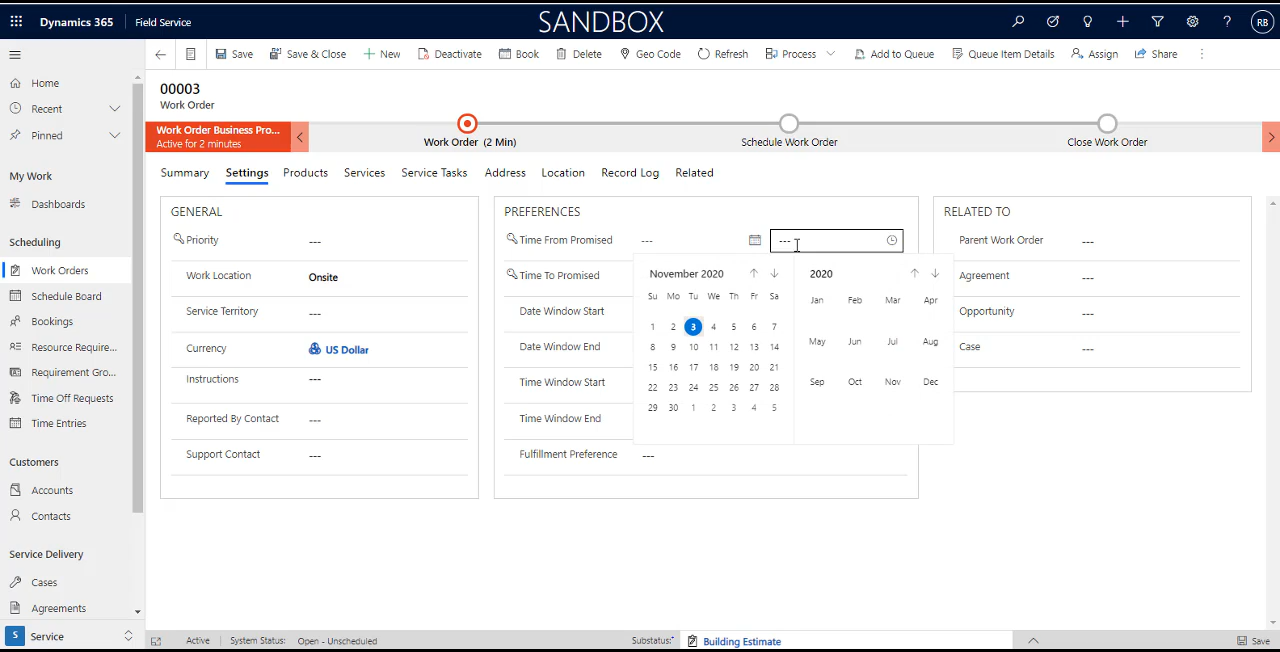 Dynamics 365
Field Service
SANDBOX
RB
Save
Save & Close
New
Deactivate
Book
Delete
Geo Code
Refresh
Process
Add to Queue
Queue Item Details
Assign
Share
Home
Recent
Pinned
My Work
Dashboards
Scheduling
Work Orders
Schedule Board
Bookings
Resource Require...
Requirement Gro...
Time Off Requests
Time Entries
Customers
Accounts
Contacts
Service Delivery
Cases
Agreements
S Service
00003
Work Order
Work Order Business Pro...
Active for 2 minutes
Work Order (2 Min)
Schedule Work Order
Close Work Order
Summary
Settings
Products
Services
Service Tasks
Address
Location
Record Log
Related
GENERAL
Priority ---
Work Location Onsite
Service Territory ---
Currency US Dollar
Instructions ---
Reported By Contact ---
Support Contact ---
PREFERENCES
Time From Promised --- ---
Time To Promised
Date Window Start
Date Window End
Time Window Start
Time Window End
Fulfillment Preference ---
November 2020
Su Mo Tu We Th Fr Sa
1 2 3 4 5 6 7
8 9 10 11 12 13 14
15 16 17 18 19 20 21
22 23 24 25 26 27 28
29 30 1 2 3 4 5
2020
Jan Feb Mar Apr
May Jun Jul Aug
Sep Oct Nov Dec
RELATED TO
Parent Work Order ---
Agreement ---
Opportunity ---
Case ---
Active
System Status: Open - Unscheduled
Substatus:* Building Estimate
Save